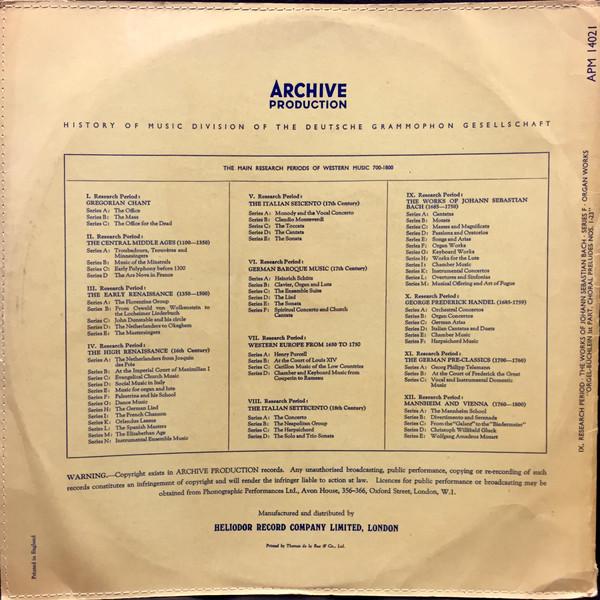 ARCHIVE
PRODUCTION
HISTORY OF MUSIC DIVISION OF THE DEUTSCHE GRAMMOPHON GESELLSCHAFT
THE MAIN RESEARCH PERIODS OF WESTERN MUSIC 700-1800
I. Research Period:
GREGORIAN CHANT
Series A: The Office
Series B: The Mass
Series C: The Office for the Dead
II. Research Period:
THE CENTRAL MIDDLE AGES (1100—1350)
Series A: Troubadours, Trouvères and
Minnesingers
Series B: Music of the Minstrels
Series C: Early Polyphony before 1300
Series D The Ars Nova in France
III. Research Period:
THE EARLY RENAISSANCE (1350—1500)
Series A: The Florentine Group
Series B: From Oswald von Wolkenstein to
the Locheimer Liederbuch
Series C: John Dunstable and his circle
Series D: The Netherlanders to Okeghem
Series E: The Mastersingers
IV. Research Period:
THE HIGH RENAISSANCE (16th Century)
Series A: The Netherlanders from Josquin
des Prés
Series B: At the Imperial Court of Maximilian I
Series C: Evangelical Church Music
Series D: Social Music in Italy
Series E: Music for organ and lute
Series F: Palestrina and his School
Series G: Dance Music
Series H: The German Lied
Series I: The French Chanson
Series K: Orlandus Lassus
Series L: The Spanish Masters
Series M: The Elizabethan Age
Series N: Instrumental Ensemble Music
V. Research Period:
THE ITALIAN SEICENTO (17th Century)
Series A: Monody and the Vocal Concerto
Series B: Claudio Monteverdi
Series C: The Toccata
Series D: The Cantata
Series E: The Sonata
VI. Research Period:
GERMAN BAROQUE MUSIC (17th Century)
Series A: Heinrich Schütz
Series B: Clavier, Organ and Lute
Series C: The Ensemble Suite
Series D: The Lied
Series E: The Sonata
Series F: Spiritual Concerto and Church
Cantata
VII. Research Period:
WESTERN EUROPE FROM 1650 TO 1750
Series A: Henry Purcell
Series B: At the Court of Louis XIV
Series C: Carillon Music of the Low Countries
Series D: Chamber and Keyboard Music from
Couperin to Rameau
VIII. Research Period:
THE ITALIAN SETTECENTO (18th Century)
Series A: The Concerto
Series B: The Neapolitan Group
Series C: The Harpsichord
Series D: The Solo and Trio Sonata
IX. Research Period:
THE WORKS OF JOHANN SEBASTIAN
BACH (1685—1750)
Series A: Cantatas
Series B: Motets
Series C: Masses and Magnificats
Series D: Passions and Oratorios
Series E: Songs and Arias
Series F: Organ Works
Series G: Keyboard Works
Series H: Works for the Lute
Series I: Chamber Music
Series K: Instrumental Concertos
Series L: Overtures and Sinfonias
Series M: Musical Offering and Art of Fugue
X. Research Period:
GEORGE FREDERICK HANDEL (1685-1759)
Series A: Orchestral Concertos
Series B: Organ Concertos
Series C: German Arias
Series D: Italian Cantatas and Duets
Series E: Chamber Music
Series F: Harpsichord Music
XI. Research Period:
THE GERMAN PRE-CLASSICS (1700—1760)
Series A: Georg Philipp Telemann
Series B: At the Court of Frederick the Great
Series C: Vocal and Instrumental Domestic
Music
XII. Research Period:
MANNHEIM AND VIENNA (1760—1800)
Series A: The Mannheim School
Series B: Divertimento and Serenade
Series C: From the "Galant" to the "Biedermeier"
Series D: Christoph Willibald Gluck
Series E: Wolfgang Amadeus Mozart
WARNING.—Copyright exists in ARCHIVE PRODUCTION records. Any unauthorised broadcasting, public performance, copying or re-recording of such
records constitutes an infringement of copyright and will render the infringer liable to action at law. Licences for public performance or broadcasting may be
obtained from Phonographic Performances Ltd., Avon House, 356-366, Oxford Street, London, W.1.
Manufactured and distributed by
HELIODOR RECORD COMPANY LIMITED, LONDON
Printed by Thomas de la Rue & Co., Ltd.
Printed in England
APM 14021
IX. RESEARCH PERIOD · THE WORKS OF JOHANN SEBASTIAN BACH · SERIES F · ORGAN WORKS
"ORGEL-BÜCHLEIN 1st PART, CHORAL PRELUDES NOS. 1-23"